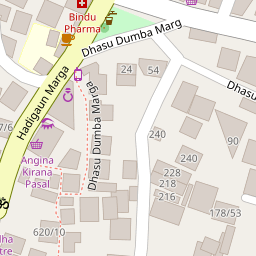 Bindu
Pharma
Dhasu Dumba Marg
Hadigaun Marga
24
54
Dhasu
Dhasu Dumba Marga
240
240
90
Angina
Kirana
Pasal
228
218
216
178/53
620/10